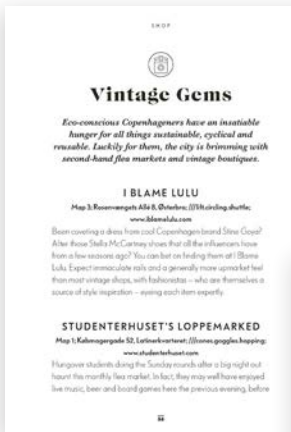 SHOP
Vintage Gems
Eco-conscious Copenhageners have an insatiable
hunger for all things sustainable, cyclical and
reusable. Luckily for them, the city is brimming with
second-hand flea markets and vintage boutiques.
I BLAME LULU
Map 3; Rosenvængets Allé 8, Østerbro; ///lift.circling.shuttle;
www.iblamelulu.com
Been coveting a dress from cool Copenhagen brand Stine Goya?
After those Stella McCartney shoes that all the influencers have
from a few seasons ago? You can bet on finding them at I Blame
Lulu. Expect immaculate rails and a generally more upmarket feel
than most vintage shops, with fashionistas – who are themselves a
source of style inspiration – eyeing each item expertly.
STUDENTERHUSET'S LOPPEMARKED
Map 1; Købmagergade 52, Latinerkvarteret; ///cones.goggles.hopping;
www.studenterhuset.com
Hungover students doing the Sunday rounds after a big night out
haunt this monthly flea market. In fact, they may well have enjoyed
live music, beer and board games here the previous evening, before